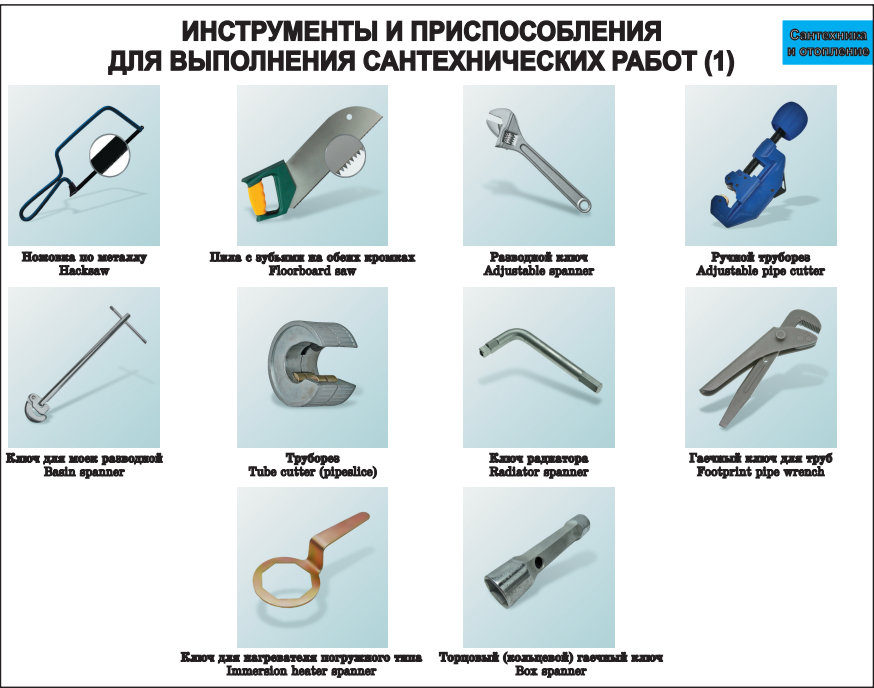 ИНСТРУМЕНТЫ И ПРИСПОСОБЛЕНИЯ
ДЛЯ ВЫПОЛНЕНИЯ САНТЕХНИЧЕСКИХ РАБОТ (1)
Сантехника
и отопление
Ножовка по металлу
Hacksaw
Пила с зубьями на обеих кромках
Floorboard saw
Разводной ключ
Adjustable spanner
Ручной труборез
Adjustable pipe cutter
Ключ для моек разводной
Basin spanner
Труборез
Tube cutter (pipeslice)
Ключ радиатора
Radiator spanner
Гаечный ключ для труб
Footprint pipe wrench
Ключ для нагревателя погружного типа
Immersion heater spanner
Торцовый (кольцевой) гаечный ключ
Box spanner